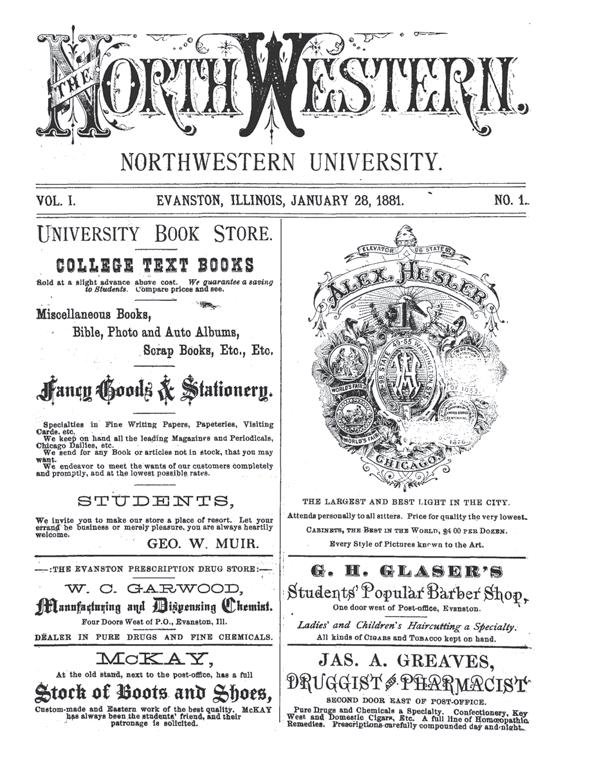 THE NORTHWESTERN.
NORTHWESTERN UNIVERSITY.
VOL. I. EVANSTON, ILLINOIS, JANUARY 28, 1881. NO. 1.
UNIVERSITY BOOK STORE.
COLLEGE TEXT BOOKS
Sold at a slight advance above cost. We guarantee a saving
to Students. Compare prices and see.
Miscellaneous Books,
Bible, Photo and Auto Albums,
Scrap Books, Etc., Etc.
Fancy Goods & Stationery.
Specialties in Fine Writing Papers, Papeteries, Visiting
Cards, etc.
We keep on hand all the leading Magazines and Periodicals,
Chicago Dailies, etc.
We send for any Book or articles not in stock, that you may
want.
We endeavor to meet the wants of our customers completely
and promptly, and at the lowest possible rates.
STUDENTS,
We invite you to make our store a place of resort. Let your
errand be business or merely pleasure, you are always heartily
welcome.
GEO. W. MUIR.
—:THE EVANSTON PRESCRIPTION DRUG STORE:—
W. C. GARWOOD,
Manufacturing and Dispensing Chemist.
Four Doors West of P.O., Evanston, Ill.
DEALER IN PURE DRUGS AND FINE CHEMICALS.
McKAY,
At the old stand, next to the post-office, has a full
Stock of Boots and Shoes,
Custom-made and Eastern work of the best quality. McKAY
has always been the students' friend, and their
patronage is solicited.
ELEVATOR STATE
ALEX. HESLER
STATE
WORLD'S FAIR
WORLD'S FAIR
1876
CHICAGO.
THE LARGEST AND BEST LIGHT IN THE CITY.
Attends personally to all sitters. Price for quality the very lowest.
CABINETS, THE BEST IN THE WORLD, $4 00 PER DOZEN.
Every Style of Pictures known to the Art.
G. H. GLASER'S
Students' Popular Barber Shop,
One door west of Post-office, Evanston.
Ladies' and Children's Haircutting a Specialty.
All kinds of CIGARS and TOBACCO kept on hand.
JAS. A. GREAVES,
DRUGGIST AND PHARMACIST
SECOND DOOR EAST OF POST-OFFICE.
Pure Drugs and Chemicals a Specialty. Confectionery, Key
West and Domestic Cigars, Etc. A full line of Homœopathic
Remedies. Prescriptions carefully compounded day and night.